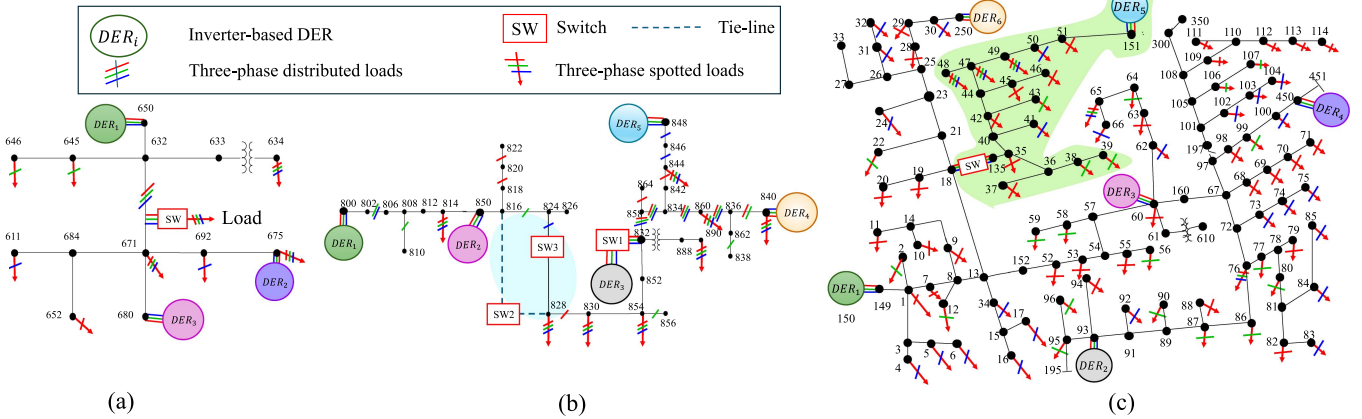 DER_i Inverter-based DER
SW Switch
Tie-line
Three-phase distributed loads
Three-phase spotted loads
DER_1 650
646 645 632 633 634
SW Load
611 684 671 692 675
DER_2
652 680 DER_3
(a)
DER_5 848
822 846
820 844
818 864 842
800 802 806 808 812 814 850 816 824 826 858 834 860 836 840
DER_1 810 DER_2 SW3 SW1 832 890 862 DER_4
888 838
DER_3 852
SW2 828 830 854 856
(b)
32 29 30 250 DER_6 DER_5 350
33 31 28 51 151 300 111 110 112 113 114
25 50 109 107
27 26 48 47 49 46 64 108 106 104 451
23 45 65 103 450
44 43 105 102 DER_4
24 42 63 66 100
21 41 101 99
22 40 62 98 71
197 70
SW 35 39 97 69
18 135 36 38 75
20 19 37 DER_3 160 67 68 74
59 58 57 60 73 85
11 14 61 610 72
2 10 9 79
78
54 55 56 77
152 52 53 76 80
DER_1 149 7 8 13 94 84
150 1 34 96 92 90 88 81
12 17 93 87 86
3 15 95 91 89 82 83
4 5 6 16 195 DER_2
(c)